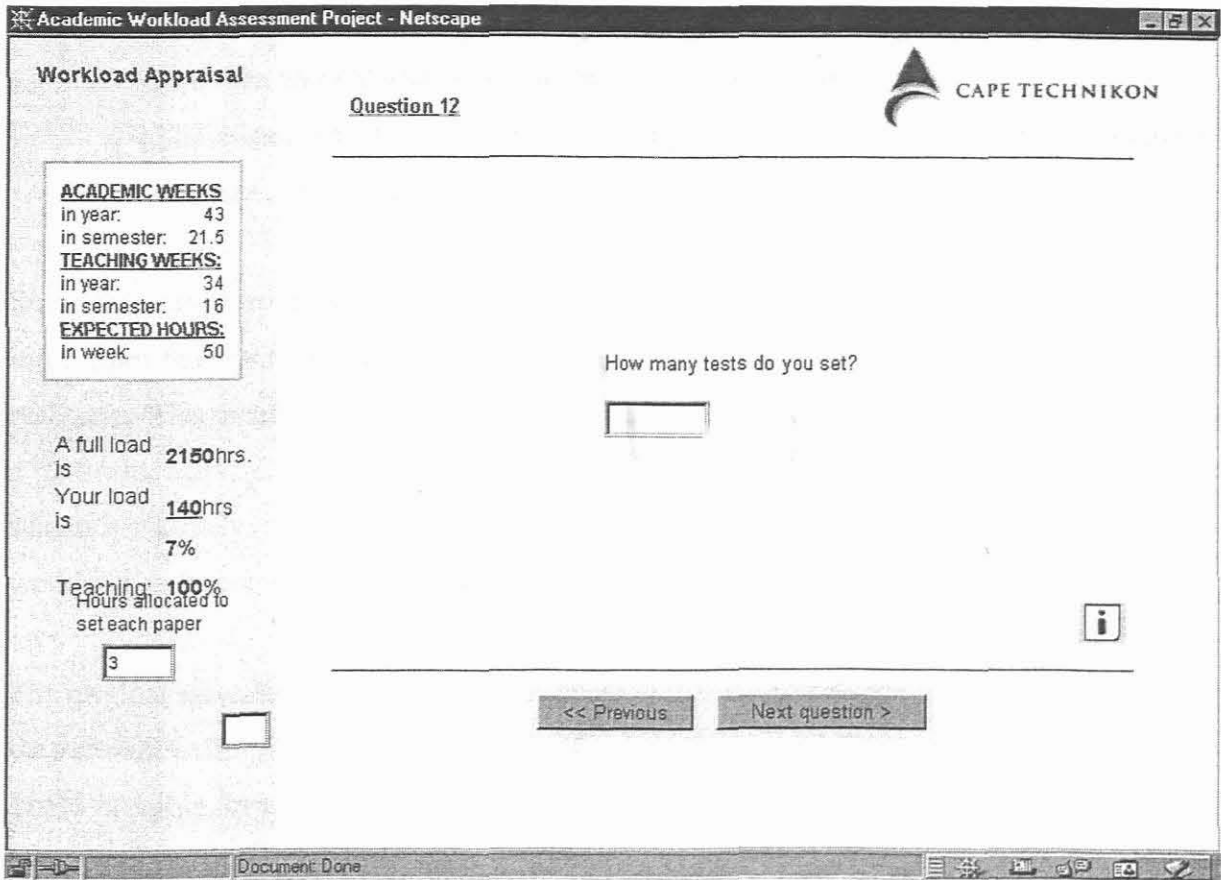 Academic Workload Assessment Project - Netscape
Workload Appraisal
Question 12
CAPE TECHNIKON
ACADEMIC WEEKS
in year: 43
in semester: 21.5
TEACHING WEEKS:
in year: 34
in semester: 16
EXPECTED HOURS:
in week: 50
How many tests do you set?
A full load is 2150hrs.
Your load is 140hrs
7%
Teaching: 100%
Hours allocated to
set each paper
3
i
<< Previous
Next question >
Document: Done